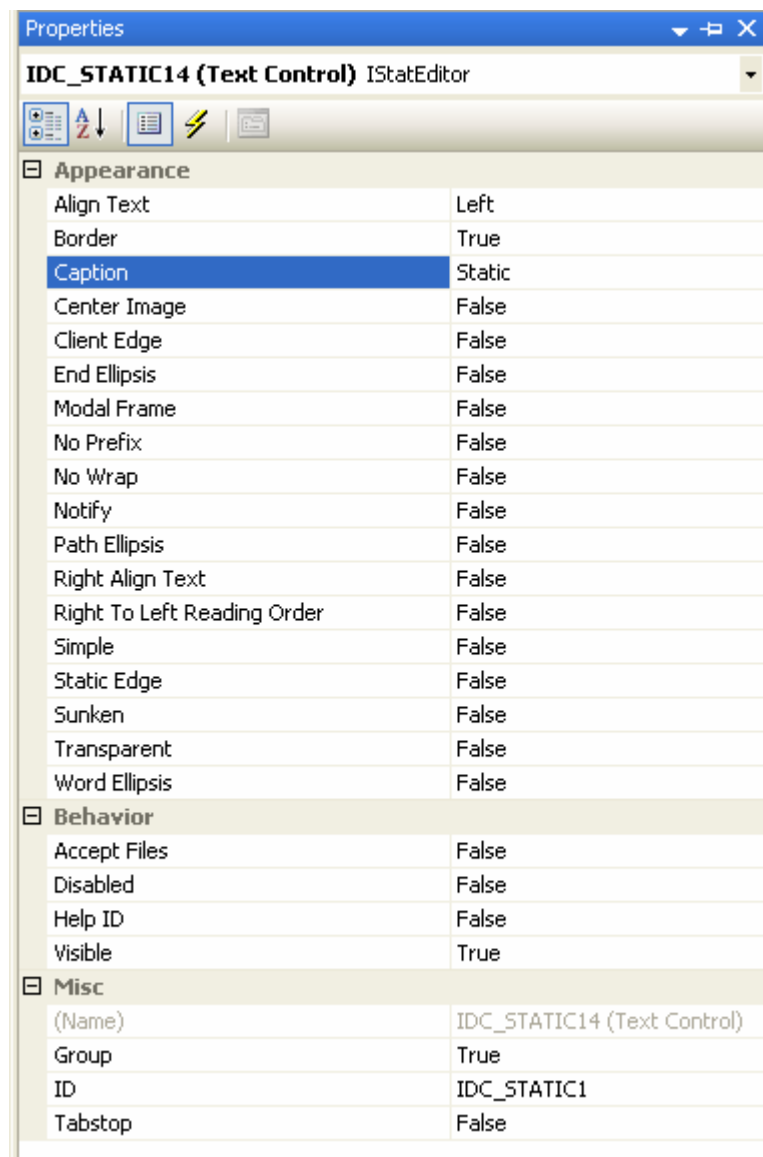 Properties
IDC_STATIC14 (Text Control) IStatEditor
Appearance
Align Text Left
Border True
Caption Static
Center Image False
Client Edge False
End Ellipsis False
Modal Frame False
No Prefix False
No Wrap False
Notify False
Path Ellipsis False
Right Align Text False
Right To Left Reading Order False
Simple False
Static Edge False
Sunken False
Transparent False
Word Ellipsis False
Behavior
Accept Files False
Disabled False
Help ID False
Visible True
Misc
(Name) IDC_STATIC14 (Text Control)
Group True
ID IDC_STATIC1
Tabstop False